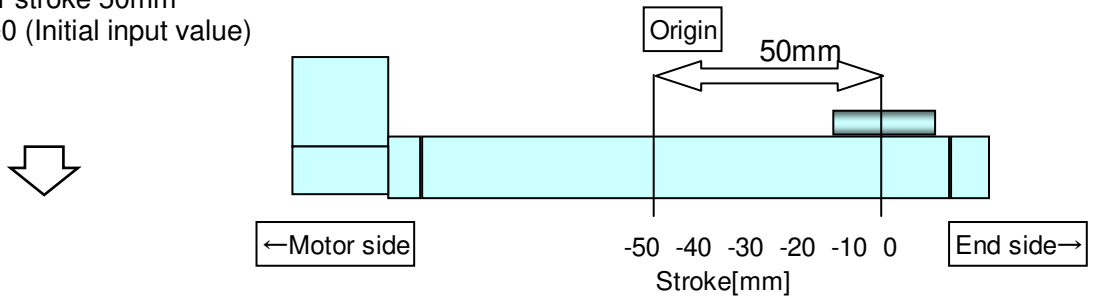 stroke 50mm
0 (Initial input value)
Origin
50mm
←Motor side
-50 -40 -30 -20 -10 0
End side→
Stroke[mm]